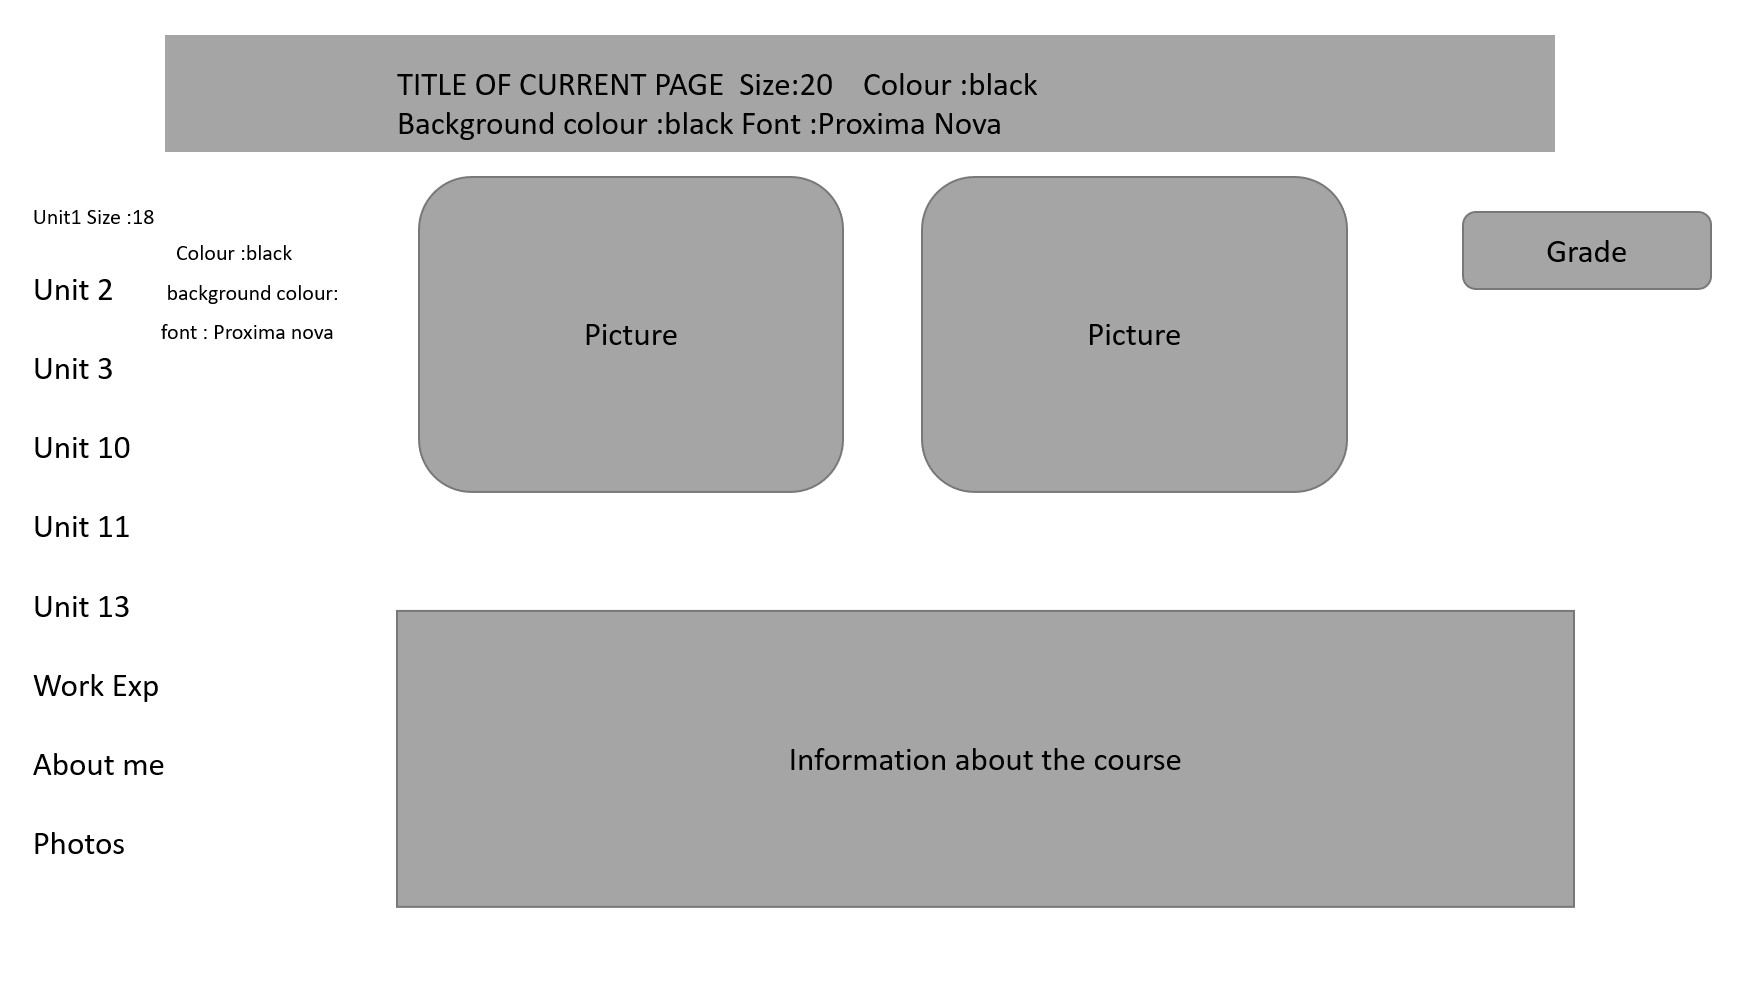 TITLE OF CURRENT PAGE  Size:20    Colour :black
Background colour :black Font :Proxima Nova
Unit1 Size :18
Colour :black
background colour:
font : Proxima nova
Unit 2
Unit 3
Unit 10
Unit 11
Unit 13
Work Exp
About me
Photos
Picture
Picture
Grade
Information about the course